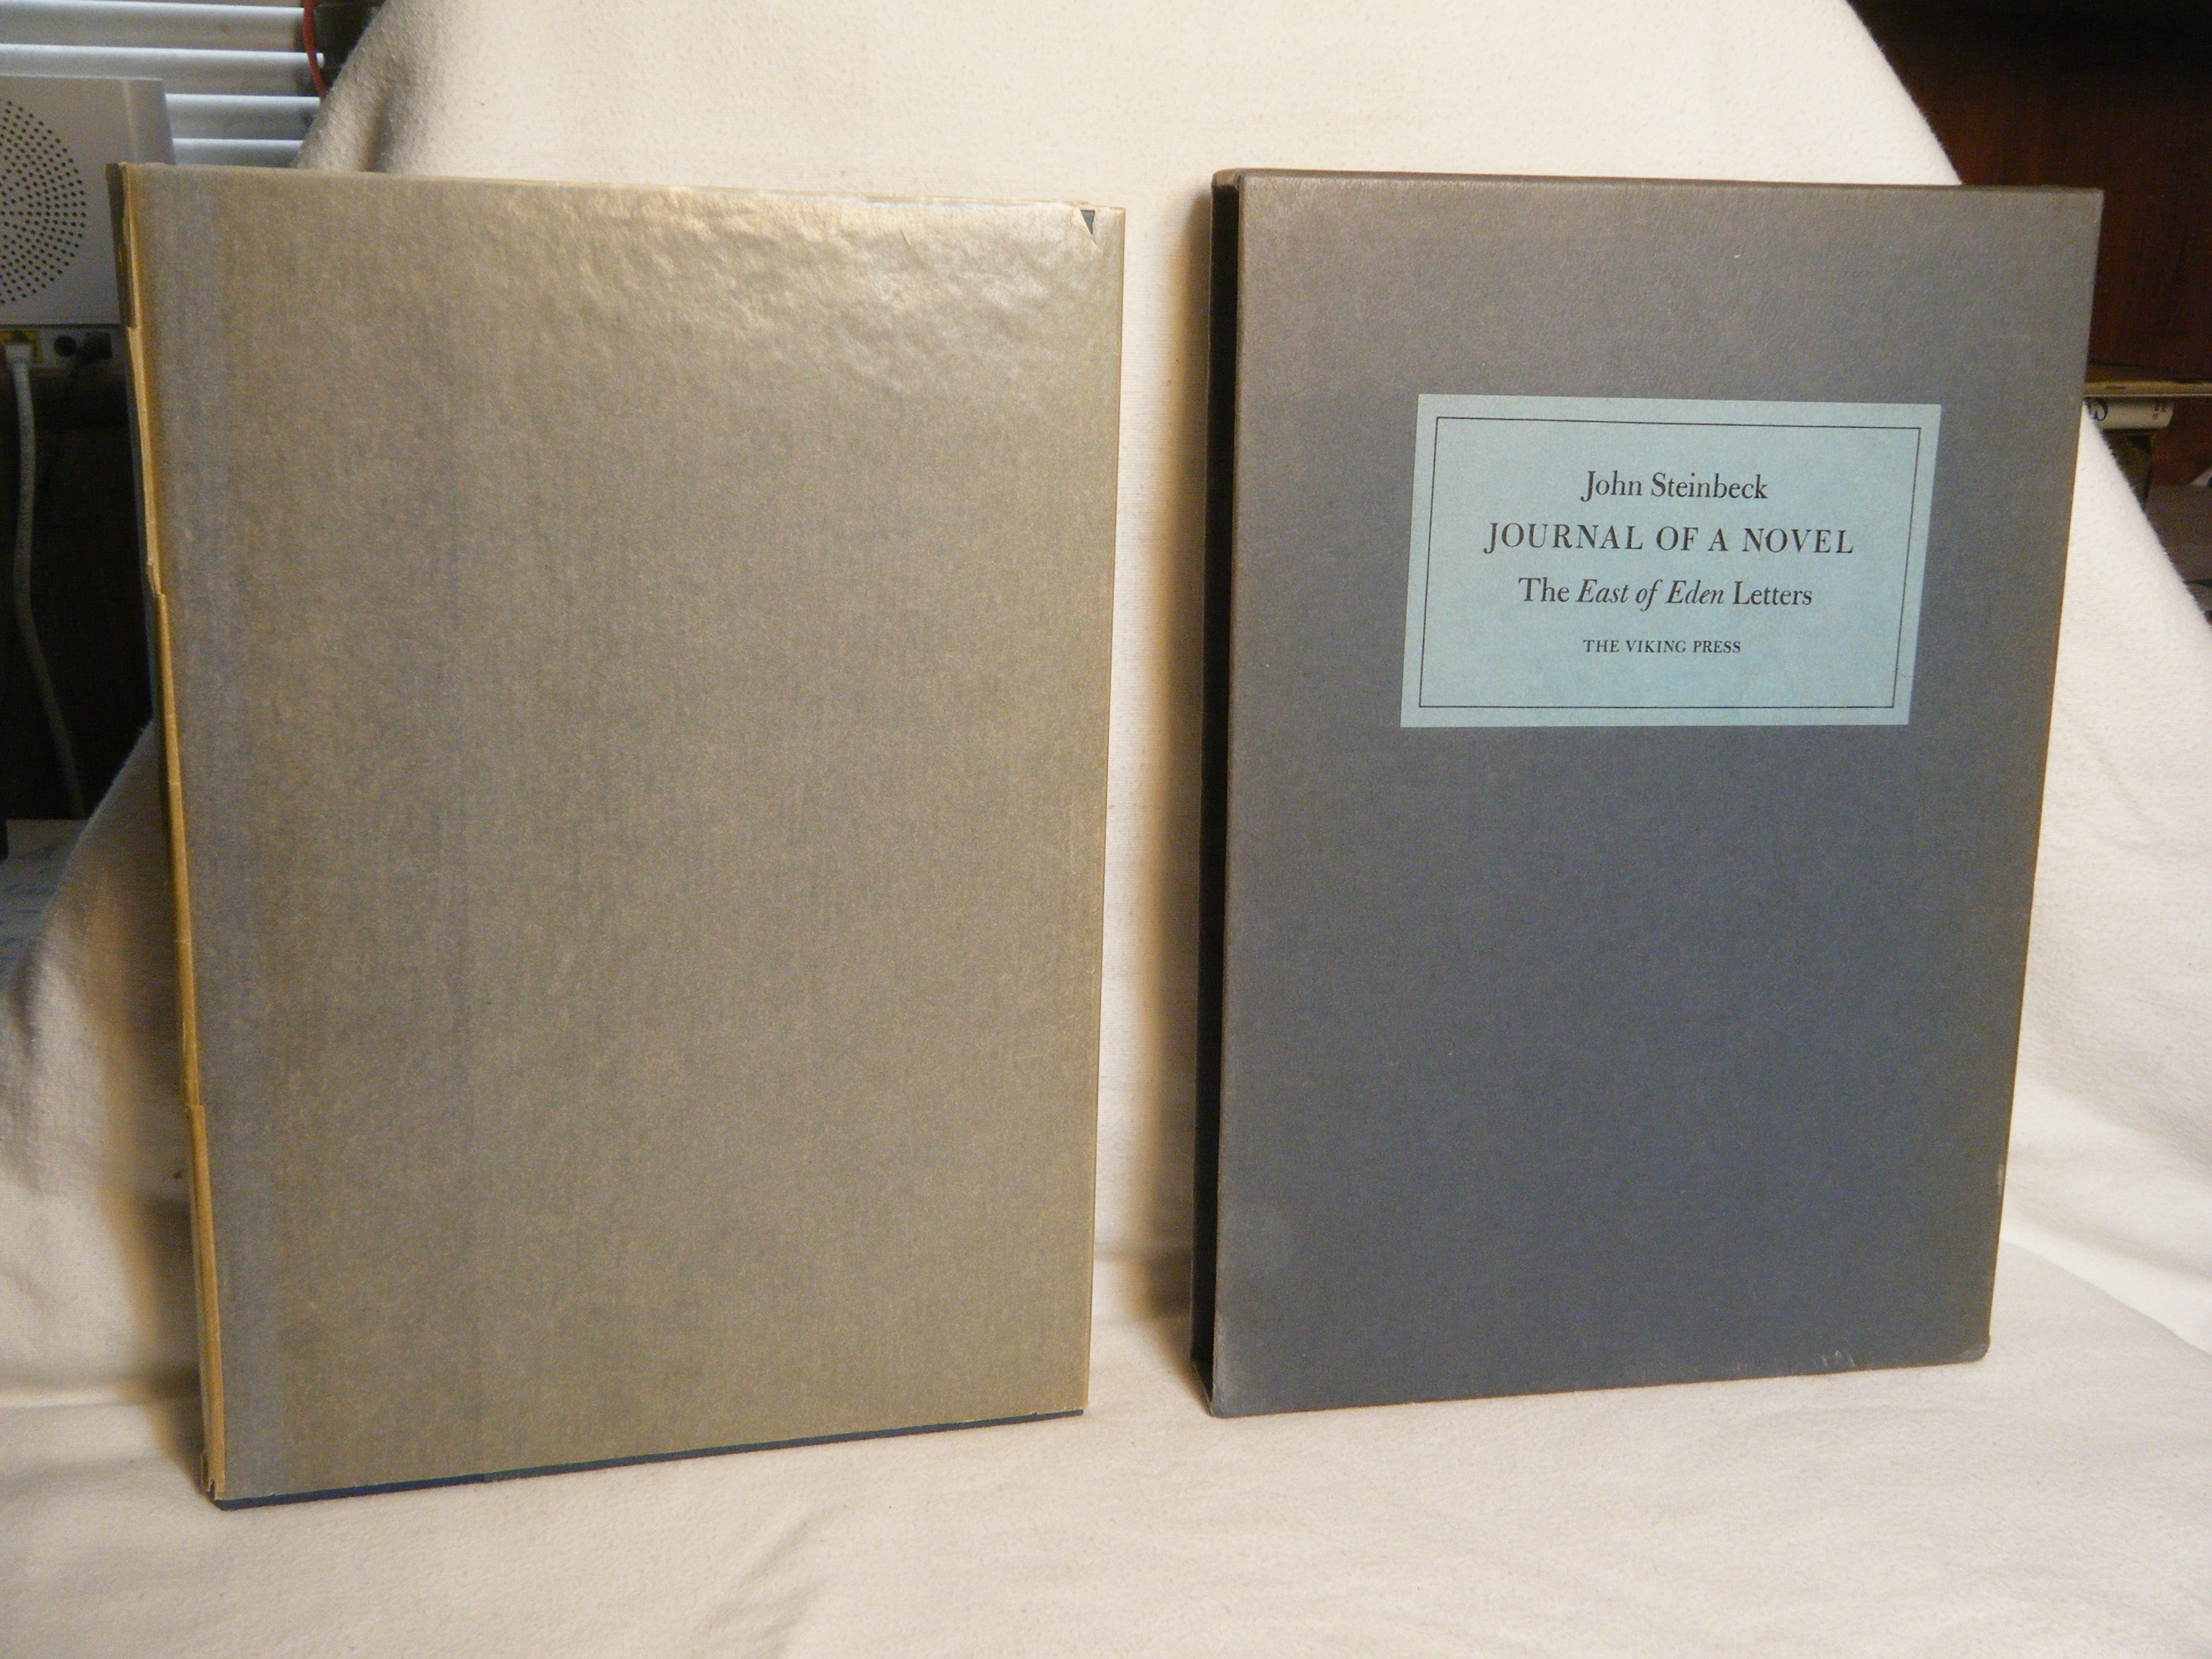 John Steinbeck
JOURNAL OF A NOVEL
The East of Eden Letters
THE VIKING PRESS